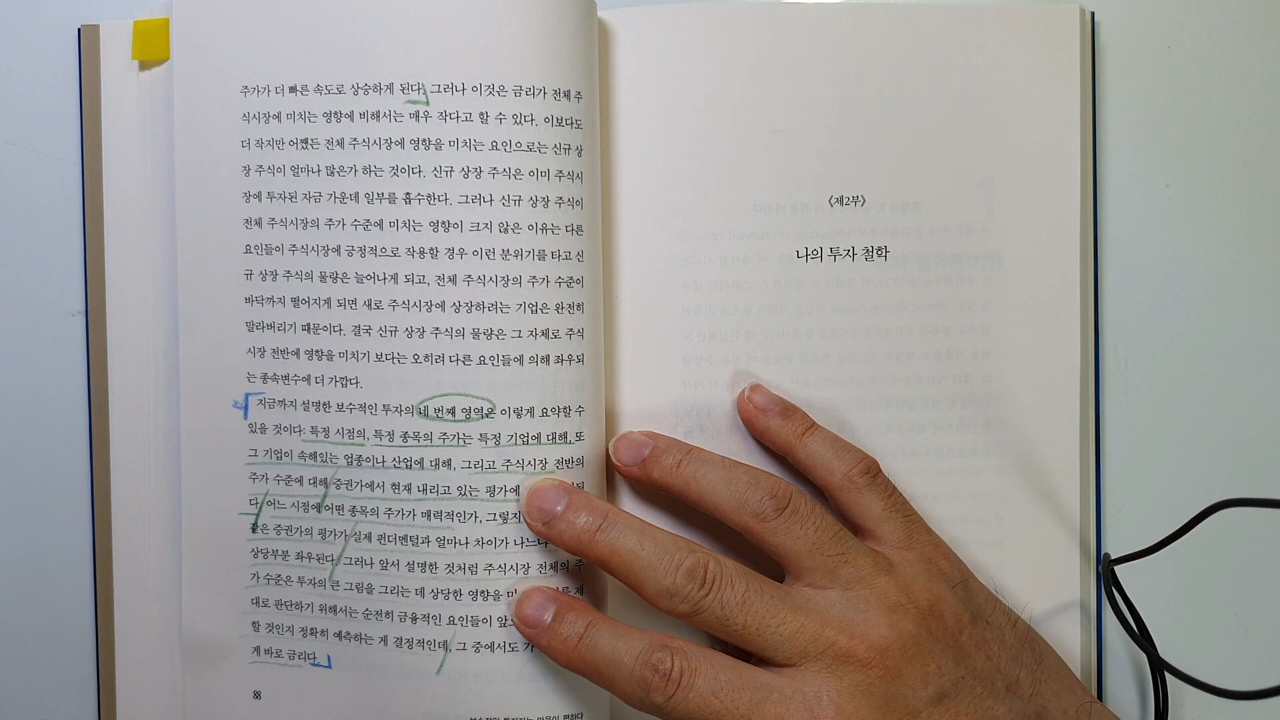 주가가 더 빠른 속도로 상승하게 된다. 그러나 이것은 금리가 전체 주
식시장에 미치는 영향에 비해서는 매우 작다고 할 수 있다. 이보다도
더 작지만 어쨌든 전체 주식시장에 영향을 미치는 요인으로는 신규 상
장 주식이 얼마나 많은가 하는 것이다. 신규 상장 주식은 이미 주식시
장에 투자된 자금 가운데 일부를 흡수한다. 그러나 신규 상장 주식이
전체 주식시장의 주가 수준에 미치는 영향이 크지 않은 이유는 다른
요인들이 주식시장에 긍정적으로 작용할 경우 이런 분위기를 타고 신
규 상장 주식의 물량은 늘어나게 되고, 전체 주식시장의 주가 수준이
바닥까지 떨어지게 되면 새로 주식시장에 상장하려는 기업은 완전히
말라버리기 때문이다. 결국 신규 상장 주식의 물량은 그 자체로 주식
시장 전반에 영향을 미치기 보다는 오히려 다른 요인들에 의해 좌우되
는 종속변수에 더 가깝다.
지금까지 설명한 보수적인 투자의 네 번째 영역은 이렇게 요약할 수
있을 것이다: 특정 시점의, 특정 종목의 주가는 특정 기업에 대해, 또
그 기업이 속해있는 업종이나 산업에 대해, 그리고 주식시장 전반의
주가 수준에 대해 증권가에서 현재 내리고 있는 평가에
다. 어느 시점에 어떤 종목의 주가가 매력적인가,
같은 증권가의 평가가 실제 펀더멘털과 얼마나 차이가
상당부분 좌우된다. 그러나 앞서 설명한 것처럼 주식시장 전체의 주
가 수준은 투자의 큰 그림을 그리는 데 상당한 영향을 제
대로 판단하기 위해서는 순전히 금융적인 요인들이
할 것인지 정확히 예측하는 게 결정적인데, 그 중에서도
게 바로 금리다.
88
《제2부》
나의 투자 철학